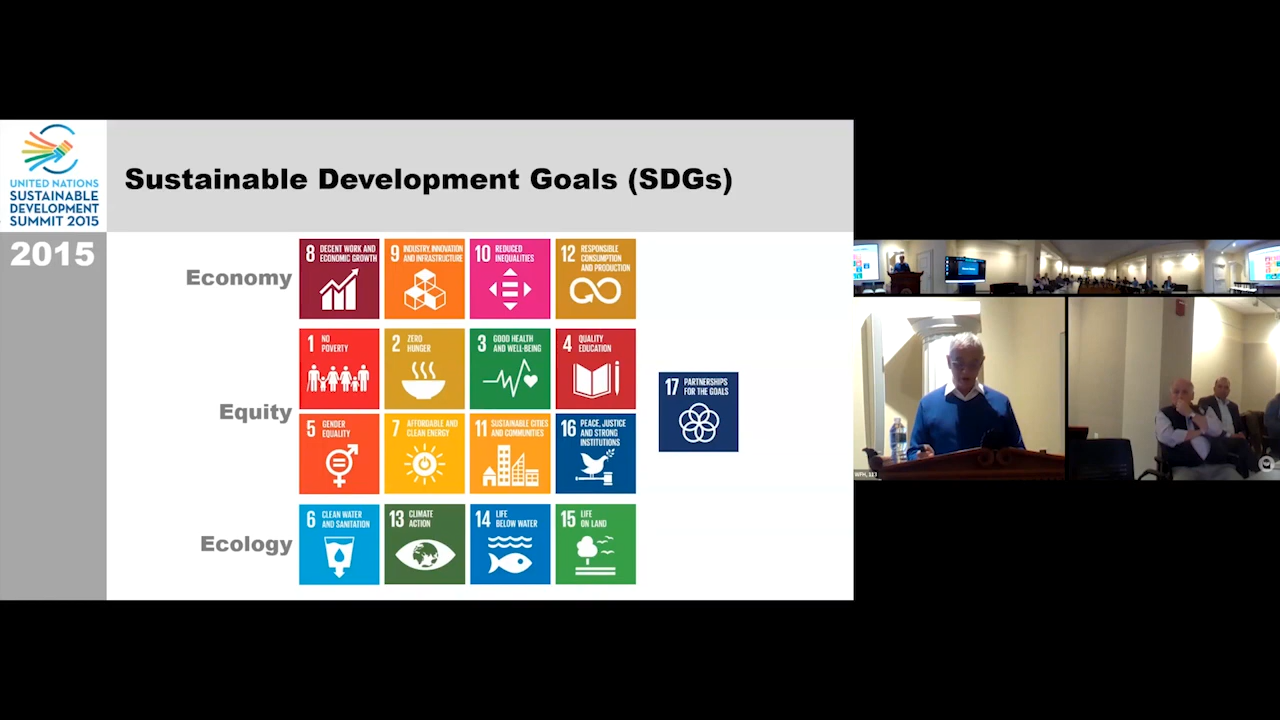 UNITED NATIONS
SUSTAINABLE
DEVELOPMENT
SUMMIT 2015
Sustainable Development Goals (SDGs)
2015
Economy
8 DECENT WORK AND
ECONOMIC GROWTH
9 INDUSTRY, INNOVATION
AND INFRASTRUCTURE
10 REDUCED
INEQUALITIES
12 RESPONSIBLE
CONSUMPTION
AND PRODUCTION
Equity
1 NO
POVERTY
2 ZERO
HUNGER
3 GOOD HEALTH
AND WELL-BEING
4 QUALITY
EDUCATION
5 GENDER
EQUALITY
7 AFFORDABLE AND
CLEAN ENERGY
11 SUSTAINABLE CITIES
AND COMMUNITIES
16 PEACE, JUSTICE
AND STRONG
INSTITUTIONS
17 PARTNERSHIPS
FOR THE GOALS
Ecology
6 CLEAN WATER
AND SANITATION
13 CLIMATE
ACTION
14 LIFE
BELOW WATER
15 LIFE
ON LAND